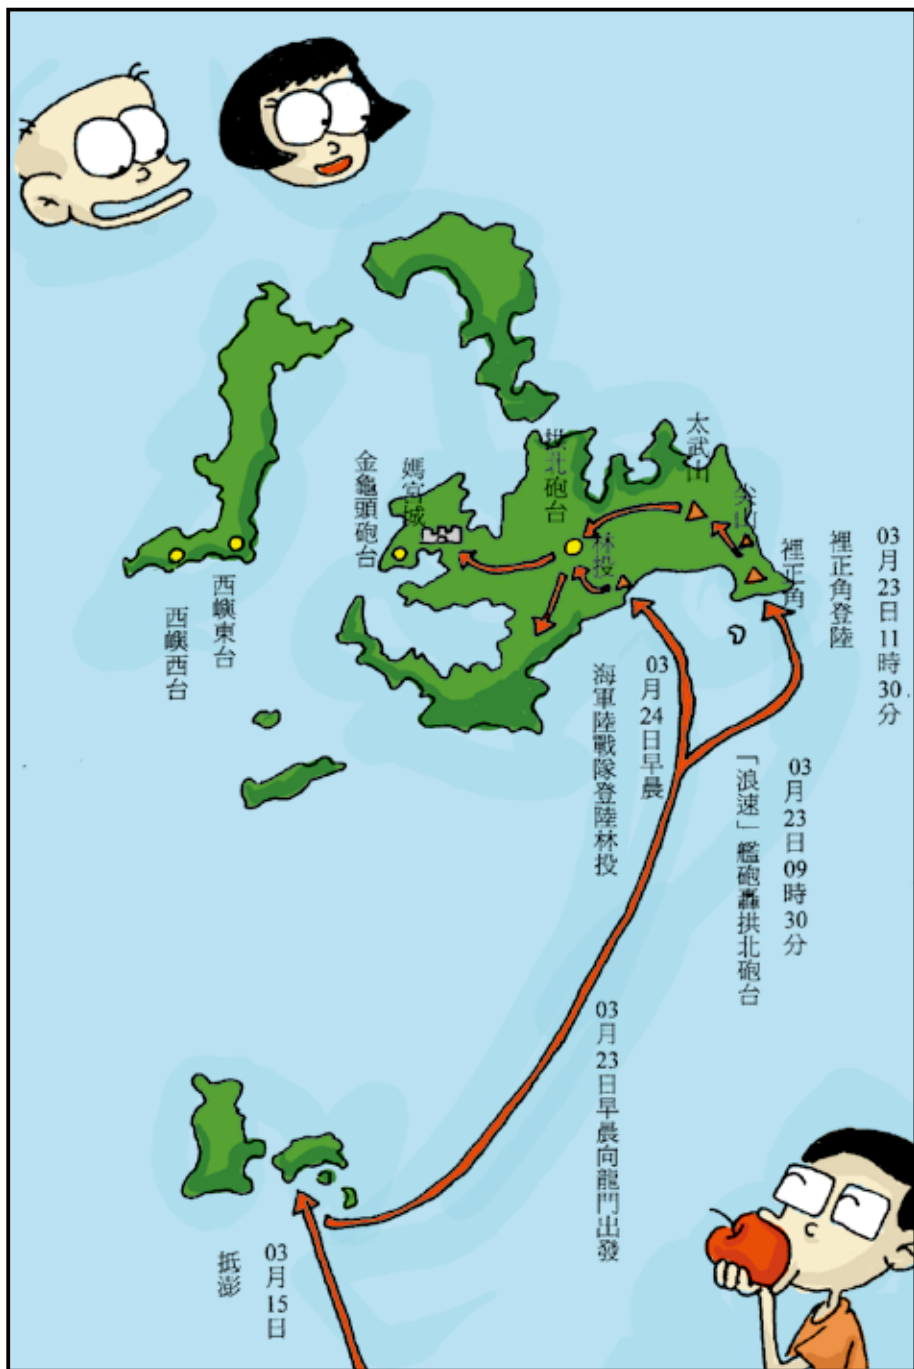 太武山
拱北砲台
尖山
裡正角
林投
媽宮城
金龜頭砲台
西嶼東台
西嶼西台
03月23日11時30分
裡正角登陸
03月24日早晨
海軍陸戰隊登陸林投
03月23日09時30分
「浪速」艦砲轟拱北砲台
03月23日早晨向龍門出發
03月15日
抵澎